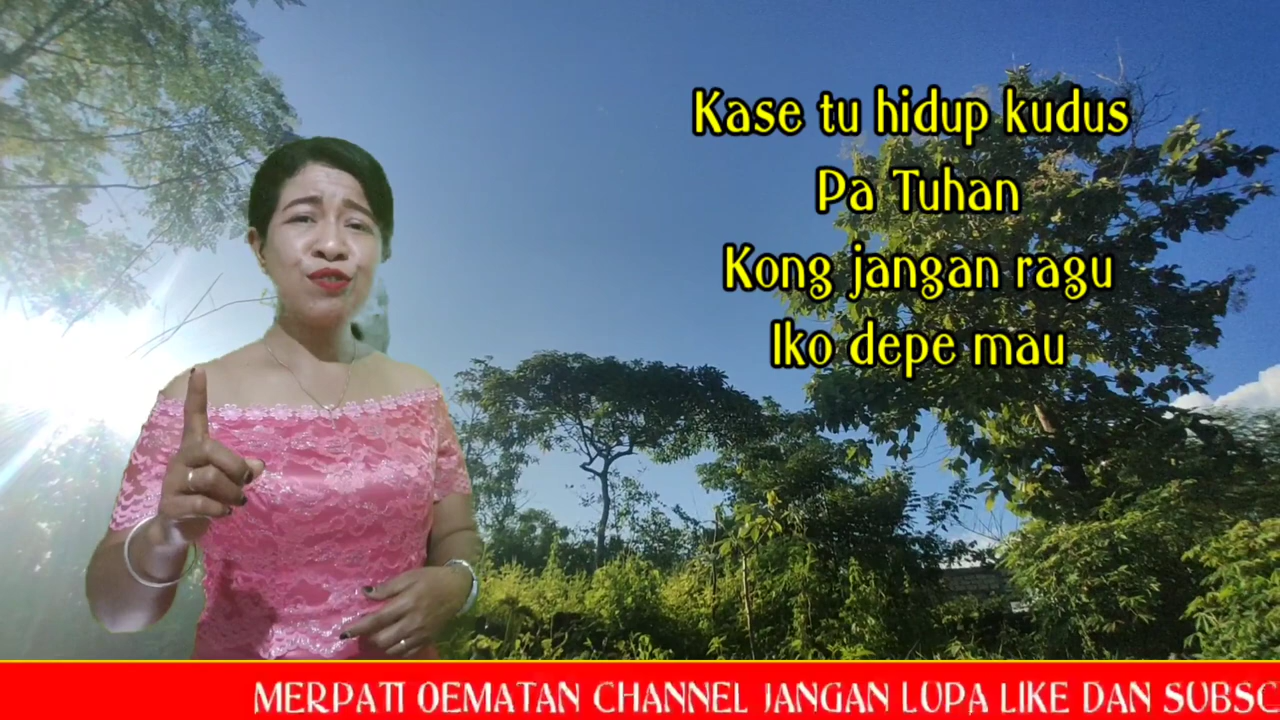 Kase tu hidup kudus
Pa Tuhan
Kong jangan ragu
Iko depe mau
MERPATI OEMATAN CHANNEL JANGAN LUPA LIKE DAN SUBSC